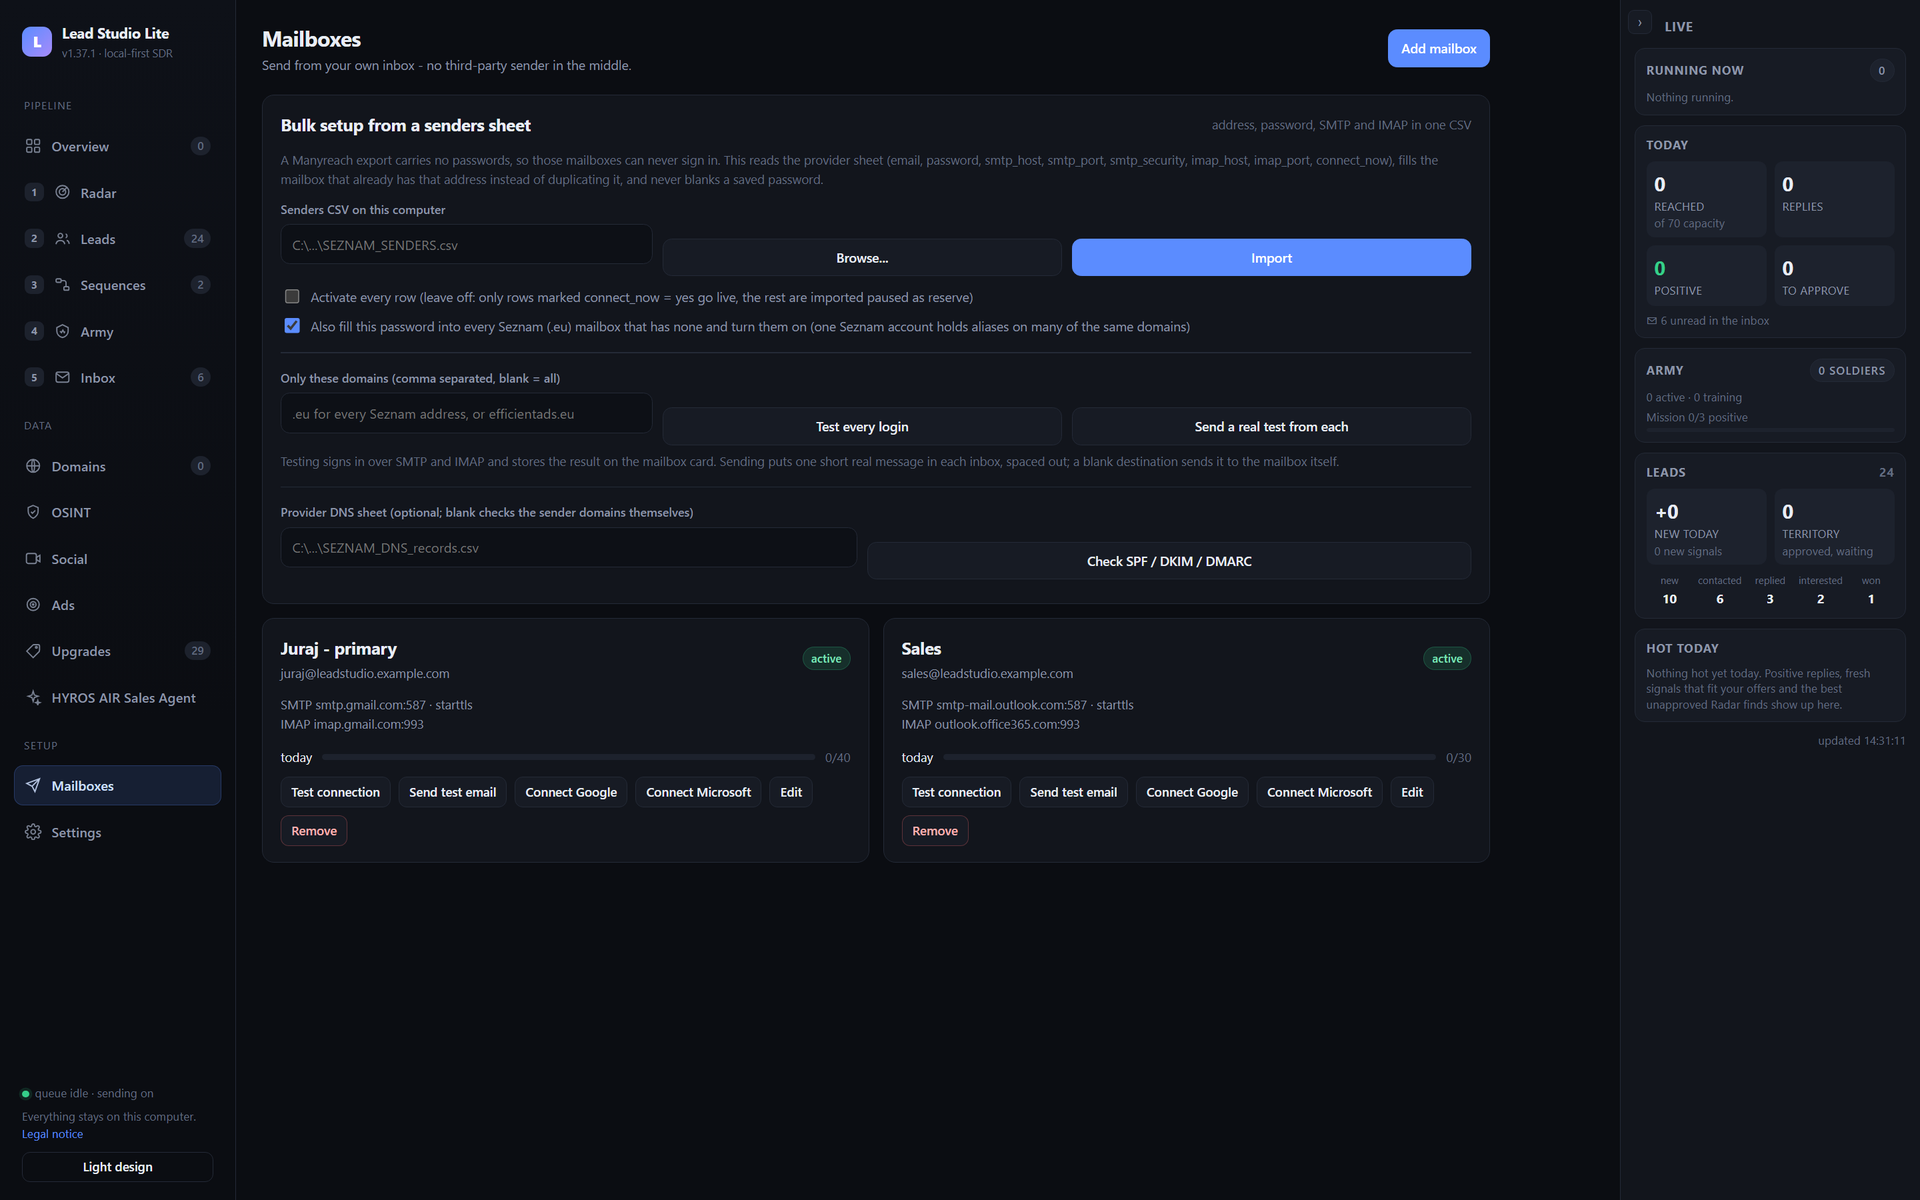 L
Lead Studio Lite
v1.37.1 · local-first SDR
PIPELINE
Overview 0
1 Radar
2 Leads 24
3 Sequences 2
4 Army
5 Inbox 6
DATA
Domains 0
OSINT
Social
Ads
Upgrades 29
HYROS AIR Sales Agent
SETUP
Mailboxes
Settings
queue idle · sending on
Everything stays on this computer.
Legal notice
Light design
Mailboxes
Send from your own inbox - no third-party sender in the middle.
Add mailbox
Bulk setup from a senders sheet
address, password, SMTP and IMAP in one CSV
A Manyreach export carries no passwords, so those mailboxes can never sign in. This reads the provider sheet (email, password, smtp_host, smtp_port, smtp_security, imap_host, imap_port, connect_now), fills the
mailbox that already has that address instead of duplicating it, and never blanks a saved password.
Senders CSV on this computer
C:\...\SEZNAM_SENDERS.csv
Browse...
Import
Activate every row (leave off: only rows marked connect_now = yes go live, the rest are imported paused as reserve)
Also fill this password into every Seznam (.eu) mailbox that has none and turn them on (one Seznam account holds aliases on many of the same domains)
Only these domains (comma separated, blank = all)
.eu for every Seznam address, or efficientads.eu
Test every login
Send a real test from each
Testing signs in over SMTP and IMAP and stores the result on the mailbox card. Sending puts one short real message in each inbox, spaced out; a blank destination sends it to the mailbox itself.
Provider DNS sheet (optional; blank checks the sender domains themselves)
C:\...\SEZNAM_DNS_records.csv
Check SPF / DKIM / DMARC
Juraj - primary
active
juraj@leadstudio.example.com
SMTP smtp.gmail.com:587 · starttls
IMAP imap.gmail.com:993
today 0/40
Test connection Send test email Connect Google Connect Microsoft Edit
Remove
Sales
active
sales@leadstudio.example.com
SMTP smtp-mail.outlook.com:587 · starttls
IMAP outlook.office365.com:993
today 0/30
Test connection Send test email Connect Google Connect Microsoft Edit
Remove
› LIVE
RUNNING NOW 0
Nothing running.
TODAY
0
REACHED
of 70 capacity
0
REPLIES
0
POSITIVE
0
TO APPROVE
6 unread in the inbox
ARMY 0 SOLDIERS
0 active · 0 training
Mission 0/3 positive
LEADS 24
+0
NEW TODAY
0 new signals
0
TERRITORY
approved, waiting
new contacted replied interested won
10 6 3 2 1
HOT TODAY
Nothing hot yet today. Positive replies, fresh
signals that fit your offers and the best
unapproved Radar finds show up here.
updated 14:31:11